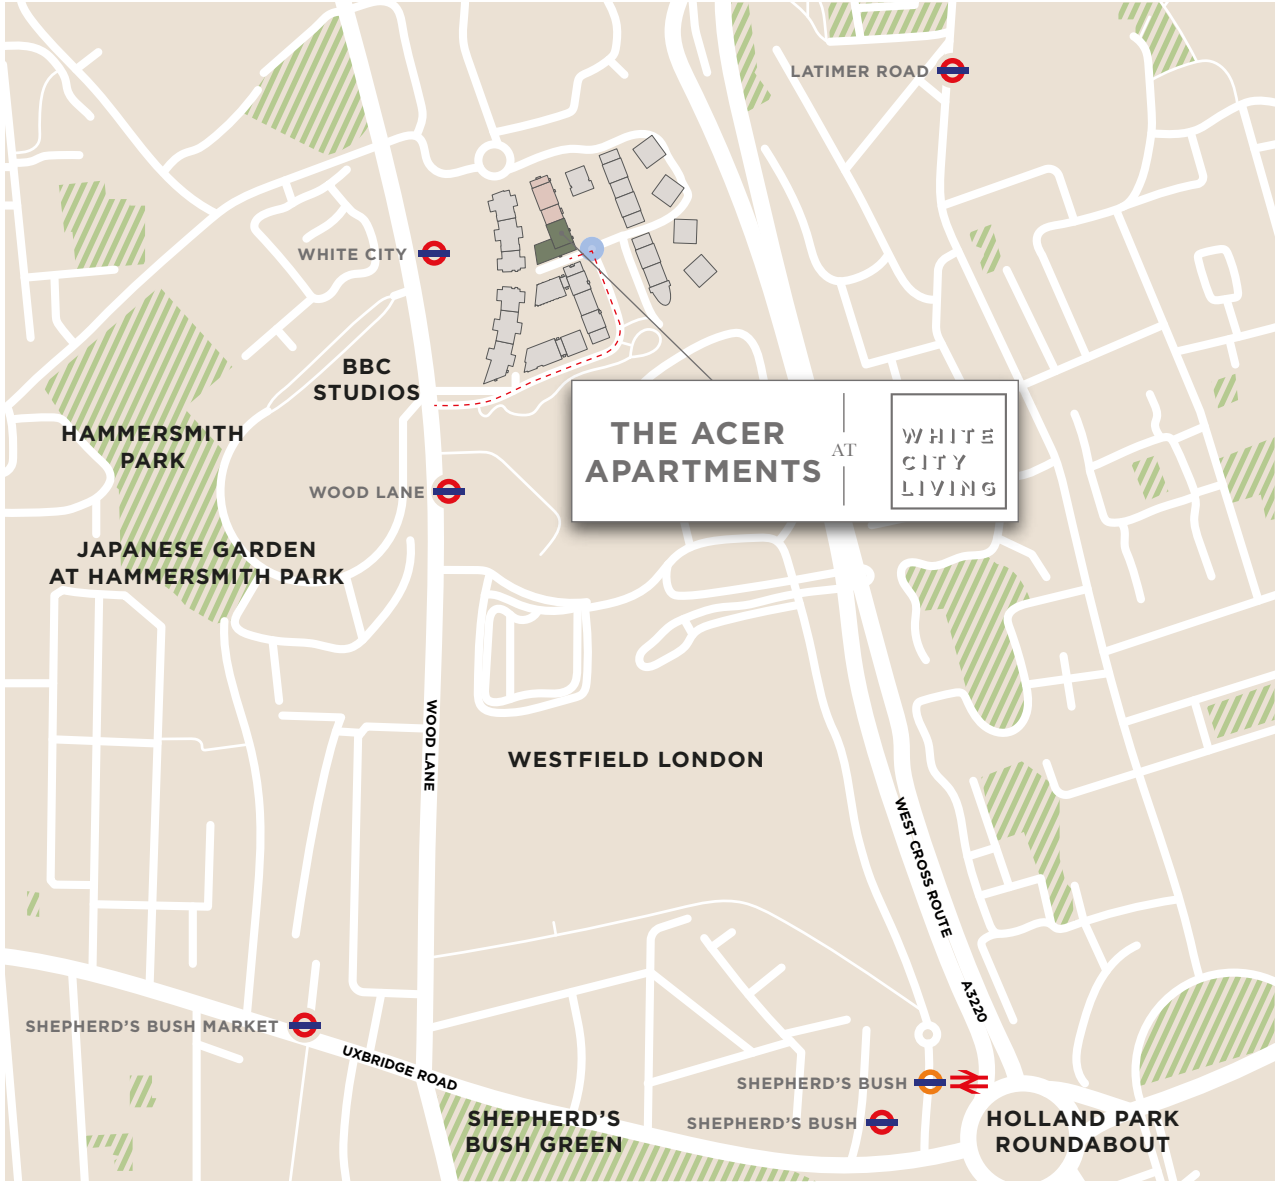 LATIMER ROAD
WHITE CITY
BBC
STUDIOS
HAMMERSMITH
PARK
THE ACER
APARTMENTS
AT
WHITE
CITY
LIVING
WOOD LANE
JAPANESE GARDEN
AT HAMMERSMITH PARK
WOOD LANE
WESTFIELD LONDON
WEST CROSS ROUTE
A3220
SHEPHERD'S BUSH MARKET
UXBRIDGE ROAD
SHEPHERD'S BUSH
SHEPHERD'S
BUSH GREEN
SHEPHERD'S BUSH
HOLLAND PARK
ROUNDABOUT